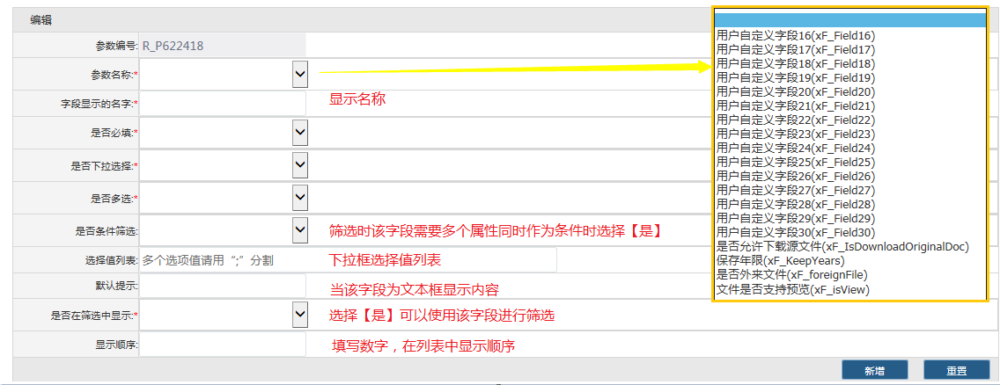 编辑
参数编号: R_P622418
参数名称:*
字段显示的名字:* 显示名称
是否必填:*
是否下拉选择:*
是否多选:*
是否条件筛选: 筛选时该字段需要多个属性同时作为条件时选择【是】
选择值列表: 多个选项值请用“;”分割 下拉框选择值列表
默认提示: 当该字段为文本框显示内容
是否在筛选中显示:* 选择【是】可以使用该字段进行筛选
显示顺序: 填写数字，在列表中显示顺序
新增 重置
用户自定义字段16(xF_Field16)
用户自定义字段17(xF_Field17)
用户自定义字段18(xF_Field18)
用户自定义字段19(xF_Field19)
用户自定义字段20(xF_Field20)
用户自定义字段21(xF_Field21)
用户自定义字段22(xF_Field22)
用户自定义字段23(xF_Field23)
用户自定义字段24(xF_Field24)
用户自定义字段25(xF_Field25)
用户自定义字段26(xF_Field26)
用户自定义字段27(xF_Field27)
用户自定义字段28(xF_Field28)
用户自定义字段29(xF_Field29)
用户自定义字段30(xF_Field30)
是否允许下载源文件(xF_IsDownloadOriginalDoc)
保存年限(xF_KeepYears)
是否外来文件(xF_foreignFile)
文件是否支持预览(xF_isView)